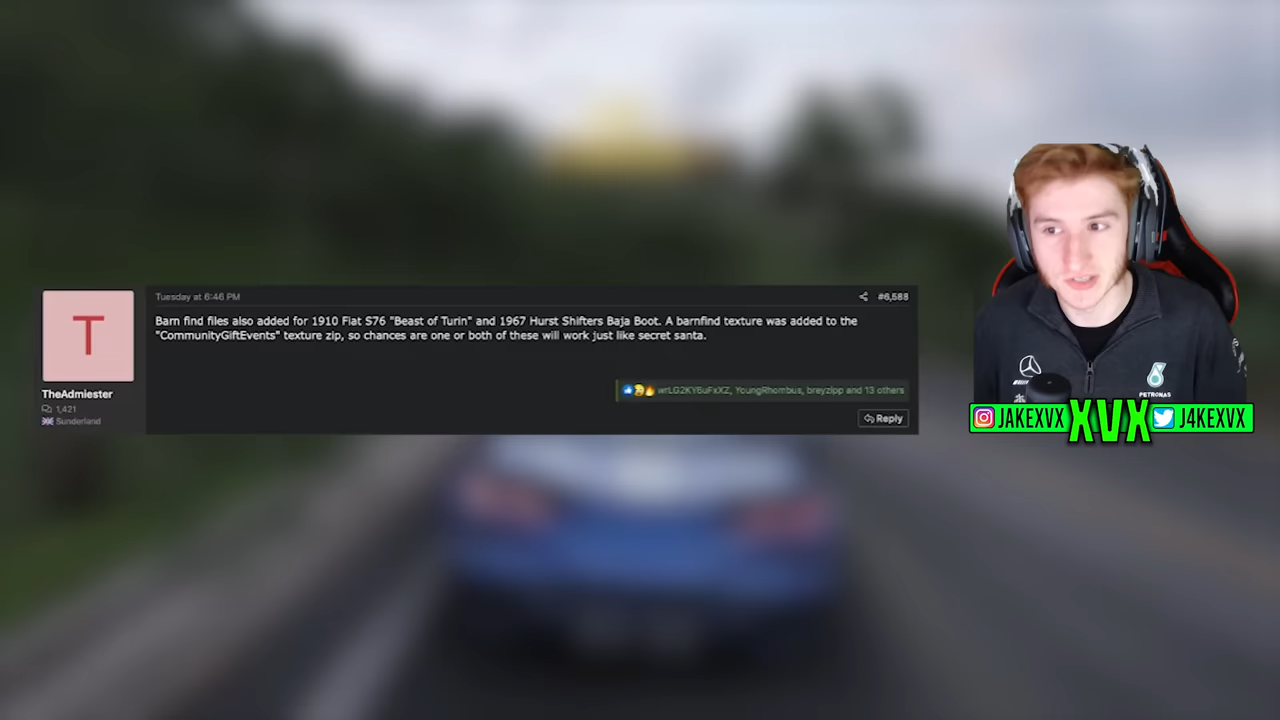 Tuesday at 6:46 PM
#6,588
Barn find files also added for 1910 Fiat S76 "Beast of Turin" and 1967 Hurst Shifters Baja Boot. A barnfind texture was added to the
"CommunityGiftEvents" texture zip, so chances are one or both of these will work just like secret santa.
T
TheAdmiester
1,421
Sunderland
wrLG2KY6uFxXZ, YoungRhombus, breyzipp and 13 others
Reply
PETRONAS
JAKEXVX
XVX
J4KEXVX